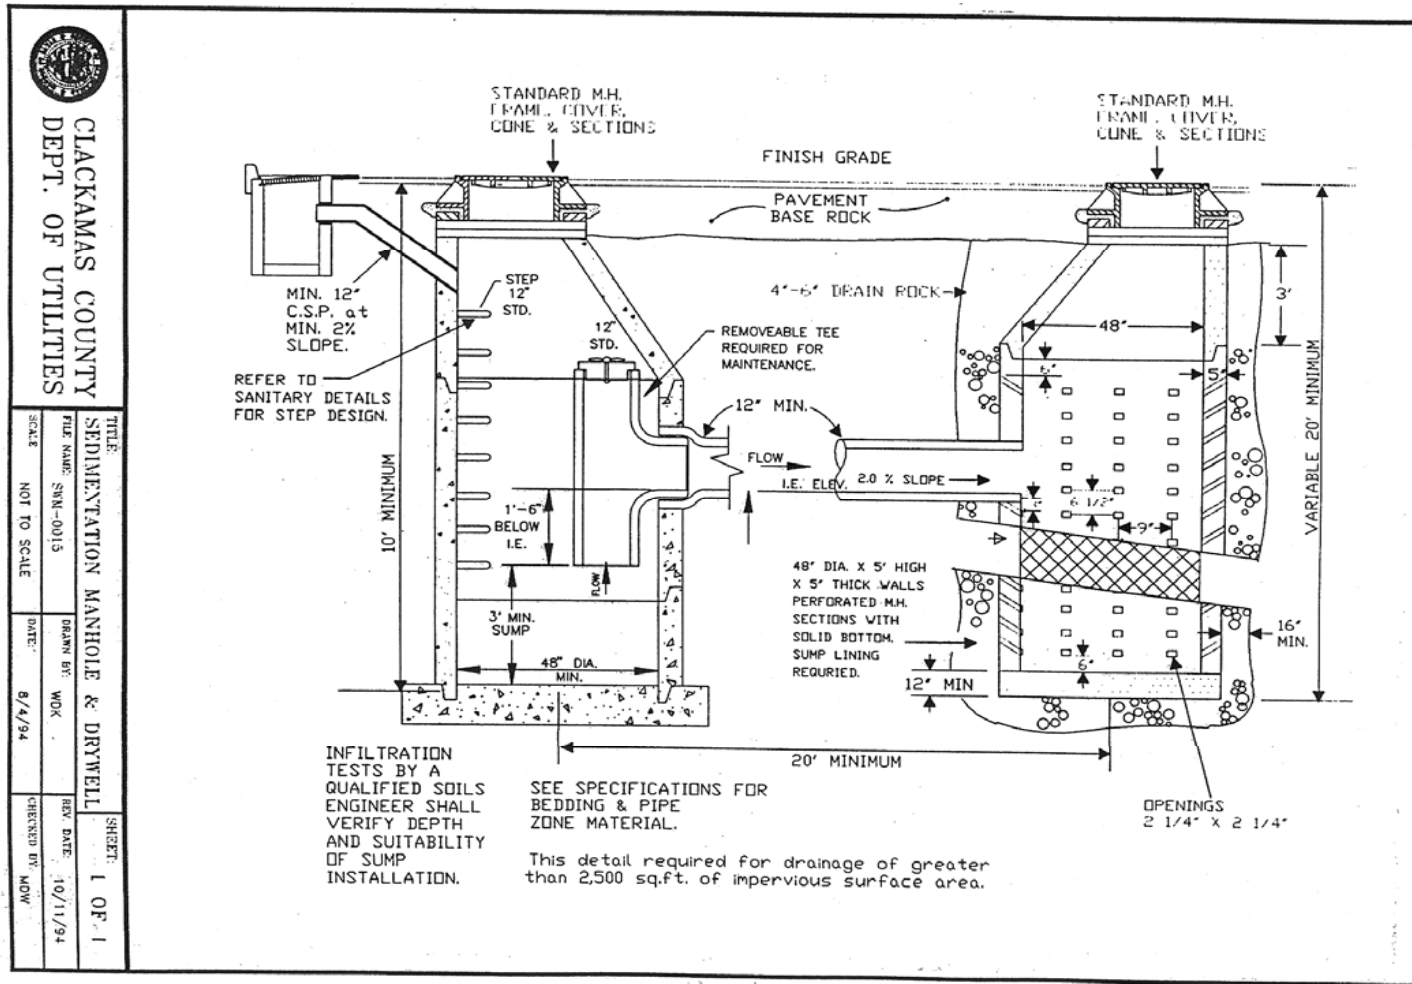 CLACKAMAS COUNTY
DEPT. OF UTILITIES
TITLE:
SEDIMENTATION MANHOLE & DRYWELL
SHEET:
1 OF 1
FILE NAME: SWM-0015
DRAWN BY: WDK
REV. DATE: 10/11/94
SCALE NOT TO SCALE
DATE: 8/4/94
CHECKED BY: MDW
STANDARD M.H.
FRAME, COVER,
CONE & SECTIONS
STANDARD M.H.
FRAME, COVER,
CONE & SECTIONS
FINISH GRADE
PAVEMENT
BASE ROCK
MIN. 12"
C.S.P. at
MIN. 2%
SLOPE.
STEP
12"
STD.
12"
STD.
REMOVEABLE TEE
REQUIRED FOR
MAINTENANCE.
4"-6" DRAIN ROCK
48"
3'
6"
5"
REFER TO
SANITARY DETAILS
FOR STEP DESIGN.
12" MIN.
FLOW
I.E. ELEV.
2.0 % SLOPE
10' MINIMUM
VARIABLE 20' MINIMUM
1'-6"
BELOW
I.E.
FLOW
6 1/2"
9"
3' MIN.
SUMP
48" DIA.
MIN.
48" DIA. X 5' HIGH
X 5" THICK WALLS
PERFORATED M.H.
SECTIONS WITH
SOLID BOTTOM.
SUMP LINING
REQURIED.
16"
MIN.
6"
12" MIN
20' MINIMUM
OPENINGS
2 1/4" X 2 1/4"
INFILTRATION
TESTS BY A
QUALIFIED SOILS
ENGINEER SHALL
VERIFY DEPTH
AND SUITABILITY
OF SUMP
INSTALLATION.
SEE SPECIFICATIONS FOR
BEDDING & PIPE
ZONE MATERIAL.
This detail required for drainage of greater
than 2,500 sq.ft. of impervious surface area.